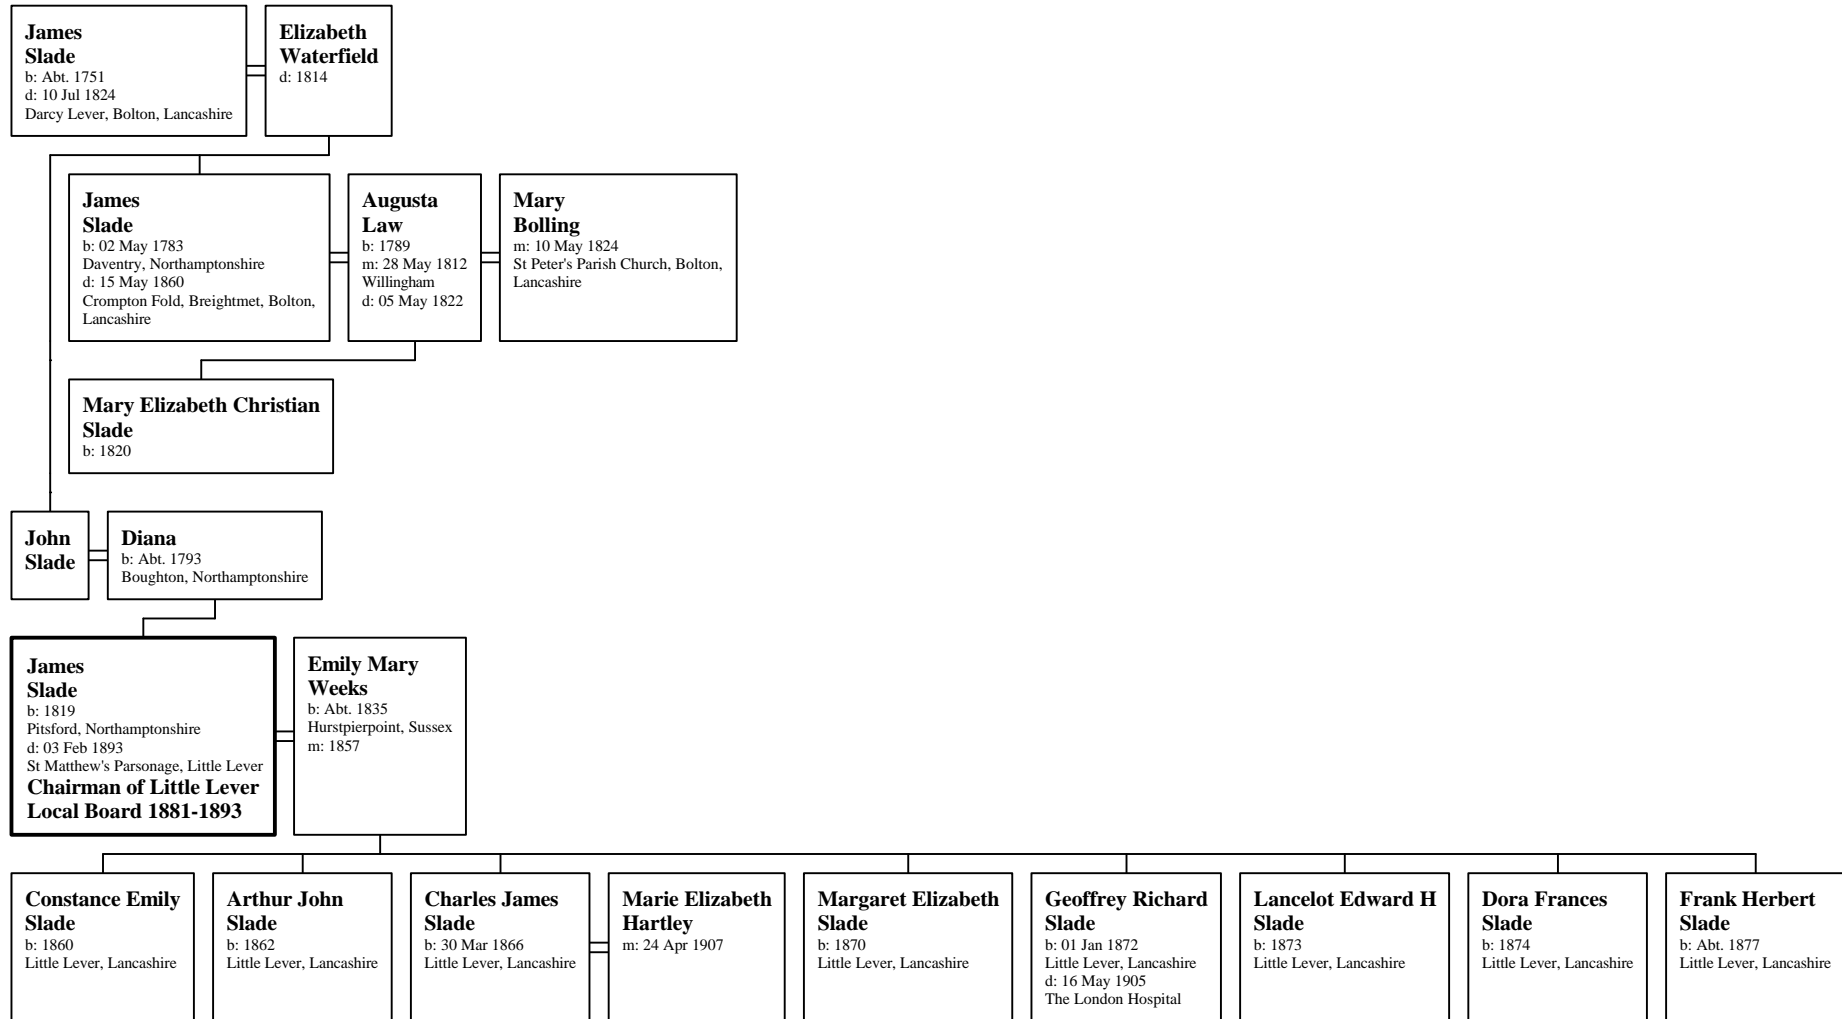 James
Slade
b: Abt. 1751
d: 10 Jul 1824
Darcy Lever, Bolton, Lancashire
Elizabeth
Waterfield
d: 1814
James
Slade
b: 02 May 1783
Daventry, Northamptonshire
d: 15 May 1860
Crompton Fold, Breightmet, Bolton,
Lancashire
Augusta
Law
b: 1789
m: 28 May 1812
Willingham
d: 05 May 1822
Mary
Bolling
m: 10 May 1824
St Peter's Parish Church, Bolton,
Lancashire
Mary Elizabeth Christian
Slade
b: 1820
John
Slade
Diana
b: Abt. 1793
Boughton, Northamptonshire
James
Slade
b: 1819
Pitsford, Northamptonshire
d: 03 Feb 1893
St Matthew's Parsonage, Little Lever
Chairman of Little Lever
Local Board 1881-1893
Emily Mary
Weeks
b: Abt. 1835
Hurstpierpoint, Sussex
m: 1857
Constance Emily
Slade
b: 1860
Little Lever, Lancashire
Arthur John
Slade
b: 1862
Little Lever, Lancashire
Charles James
Slade
b: 30 Mar 1866
Little Lever, Lancashire
Marie Elizabeth
Hartley
m: 24 Apr 1907
Margaret Elizabeth
Slade
b: 1870
Little Lever, Lancashire
Geoffrey Richard
Slade
b: 01 Jan 1872
Little Lever, Lancashire
d: 16 May 1905
The London Hospital
Lancelot Edward H
Slade
b: 1873
Little Lever, Lancashire
Dora Frances
Slade
b: 1874
Little Lever, Lancashire
Frank Herbert
Slade
b: Abt. 1877
Little Lever, Lancashire